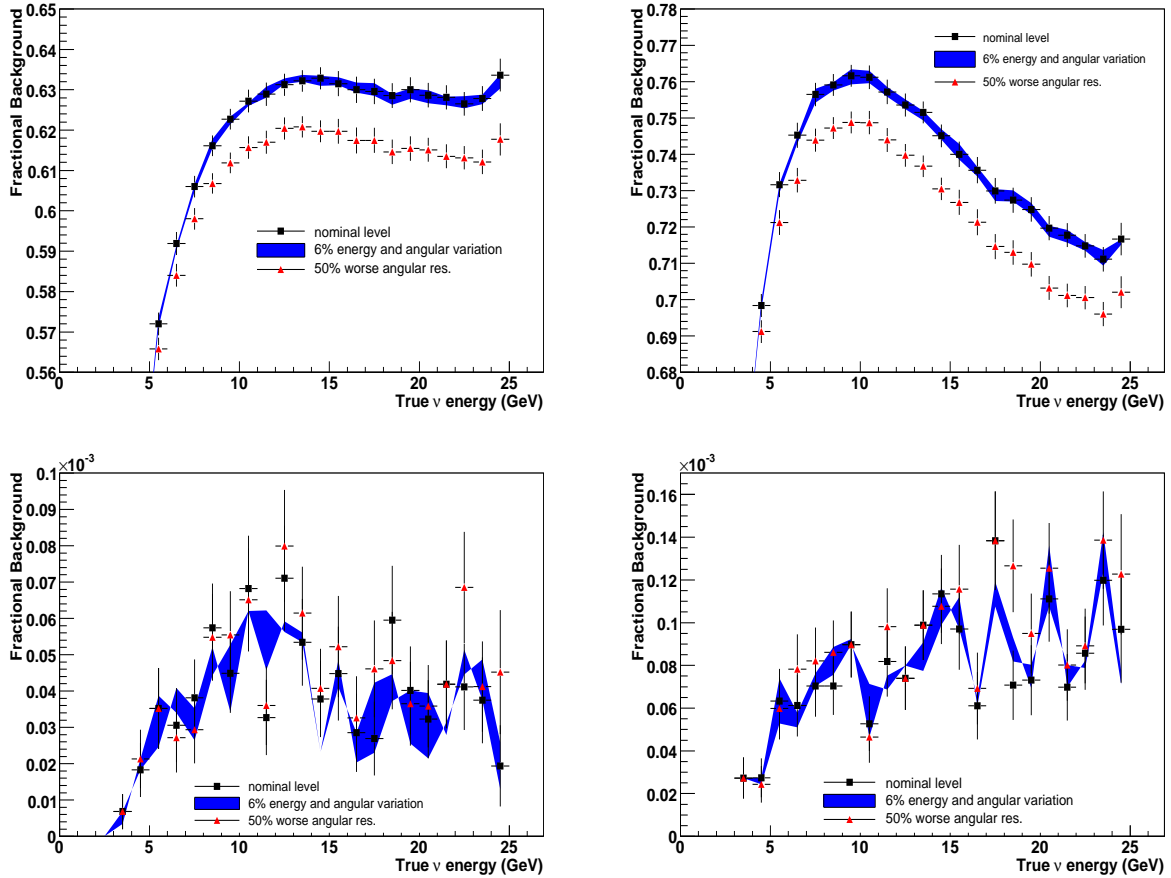 Fractional Background
0.65
0.64
0.63
0.62
0.61
0.6
0.59
0.58
0.57
0.56
nominal level
6% energy and angular variation
50% worse angular res.
0 5 10 15 20 25
True ν energy (GeV)
Fractional Background
0.78
0.77
0.76
0.75
0.74
0.73
0.72
0.71
0.7
0.69
0.68
nominal level
6% energy and angular variation
50% worse angular res.
0 5 10 15 20 25
True ν energy (GeV)
Fractional Background
×10-3
0.1
0.09
0.08
0.07
0.06
0.05
0.04
0.03
0.02
0.01
0
nominal level
6% energy and angular variation
50% worse angular res.
0 5 10 15 20 25
True ν energy (GeV)
Fractional Background
×10-3
0.16
0.14
0.12
0.1
0.08
0.06
0.04
0.02
0
nominal level
6% energy and angular variation
50% worse angular res.
0 5 10 15 20 25
True ν energy (GeV)